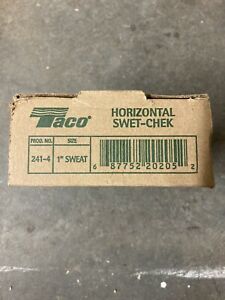 Taco®
HORIZONTAL
SWET-CHEK
PROD. NO. SIZE
241-4 1" SWEAT
6 87752 20205 2